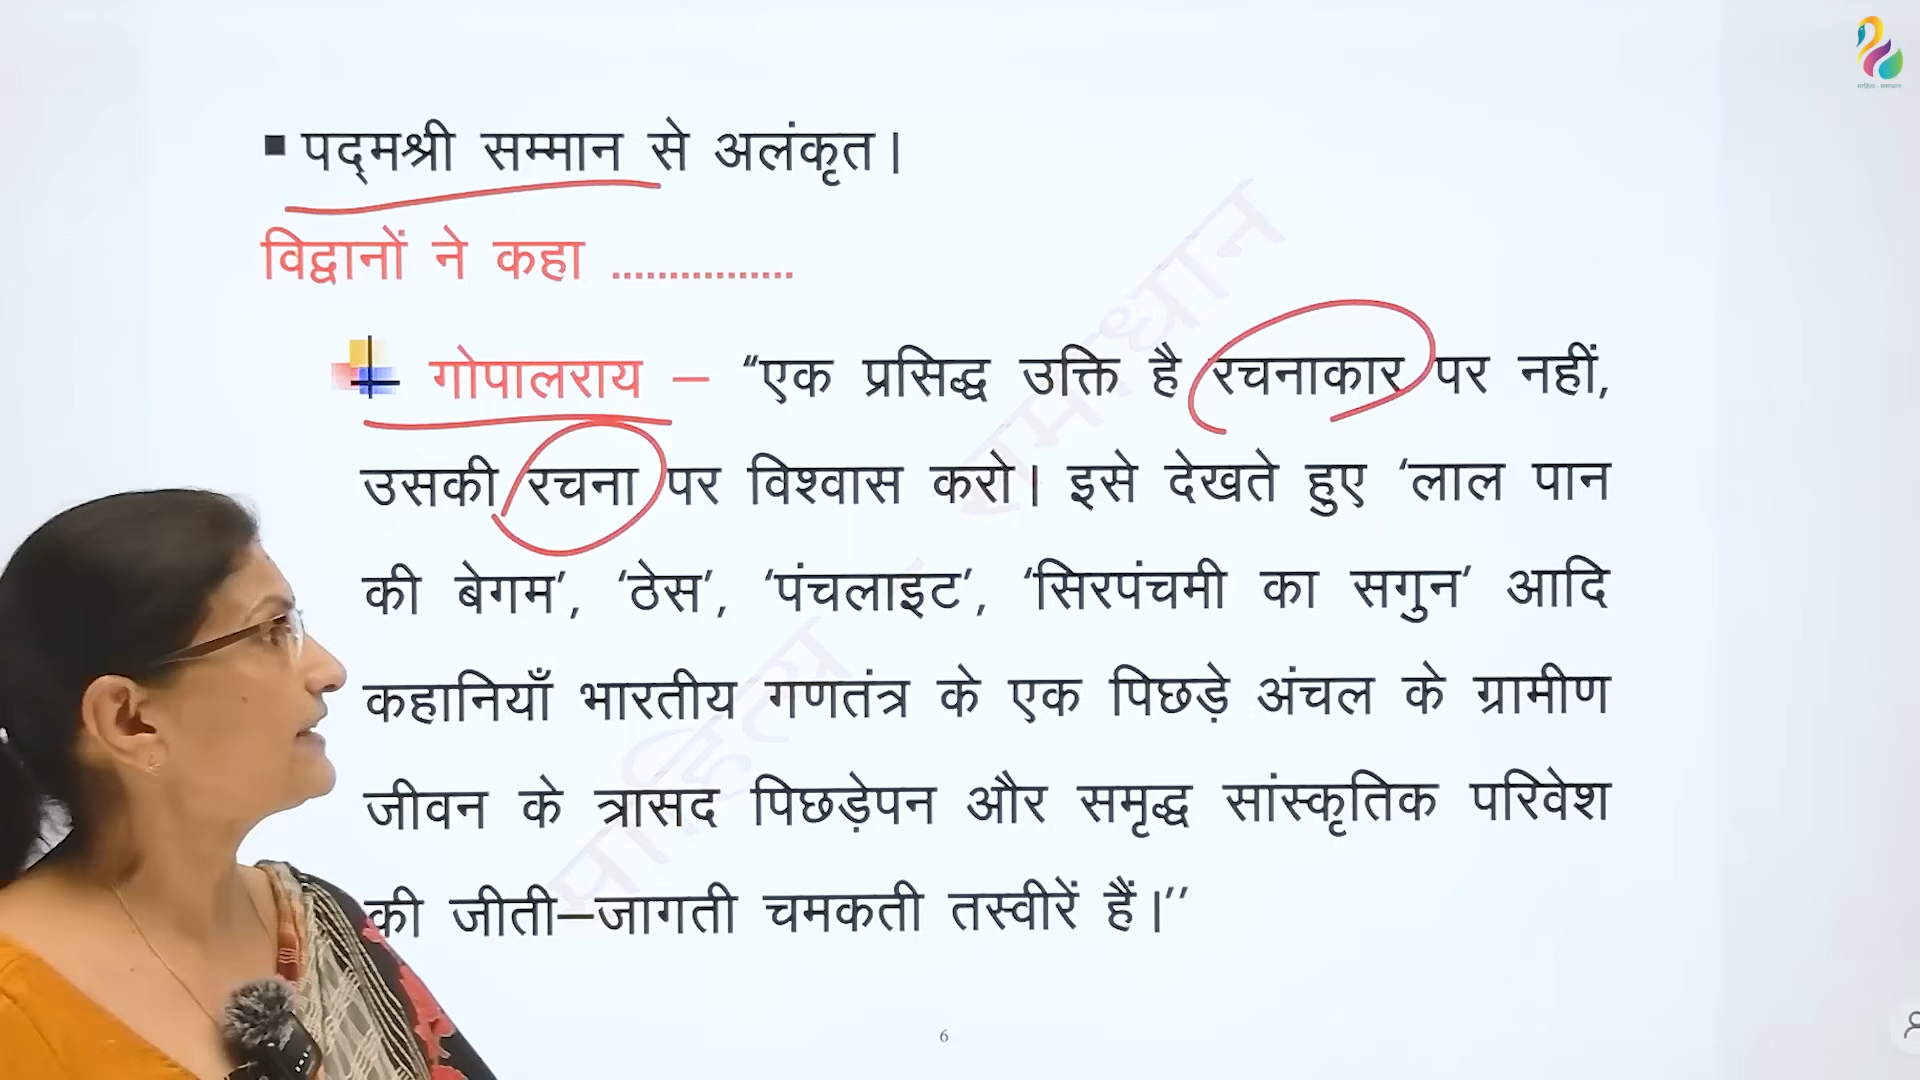 पद्मश्री सम्मान से अलंकृत।
विद्वानों ने कहा ................
गोपालराय – “एक प्रसिद्ध उक्ति है रचनाकार पर नहीं,
उसकी रचना पर विश्वास करो। इसे देखते हुए ‘लाल पान
की बेगम’, ‘ठेस’, ‘पंचलाइट’, ‘सिरपंचमी का सगुन’ आदि
कहानियाँ भारतीय गणतंत्र के एक पिछड़े अंचल के ग्रामीण
जीवन के त्रासद पिछड़ेपन और समृद्ध सांस्कृतिक परिवेश
की जीती–जागती चमकती तस्वीरें हैं।’’
साहित्य - समाधान
6